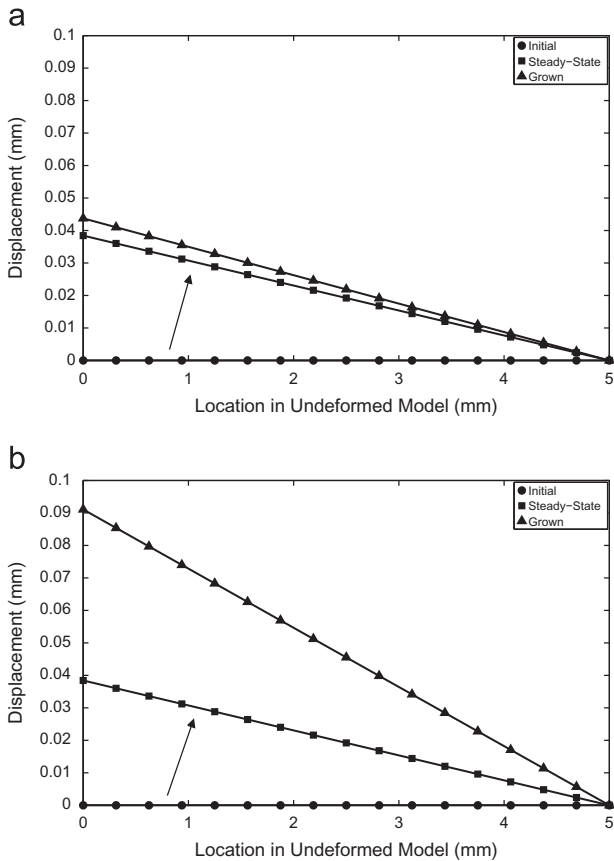 a
0.1
0.09
0.08
0.07
0.06
0.05
0.04
0.03
0.02
0.01
0
Displacement (mm)
Initial
Steady-State
Grown
0 1 2 3 4 5
Location in Undeformed Model (mm)
b
0.1
0.09
0.08
0.07
0.06
0.05
0.04
0.03
0.02
0.01
0
Displacement (mm)
Initial
Steady-State
Grown
0 1 2 3 4 5
Location in Undeformed Model (mm)